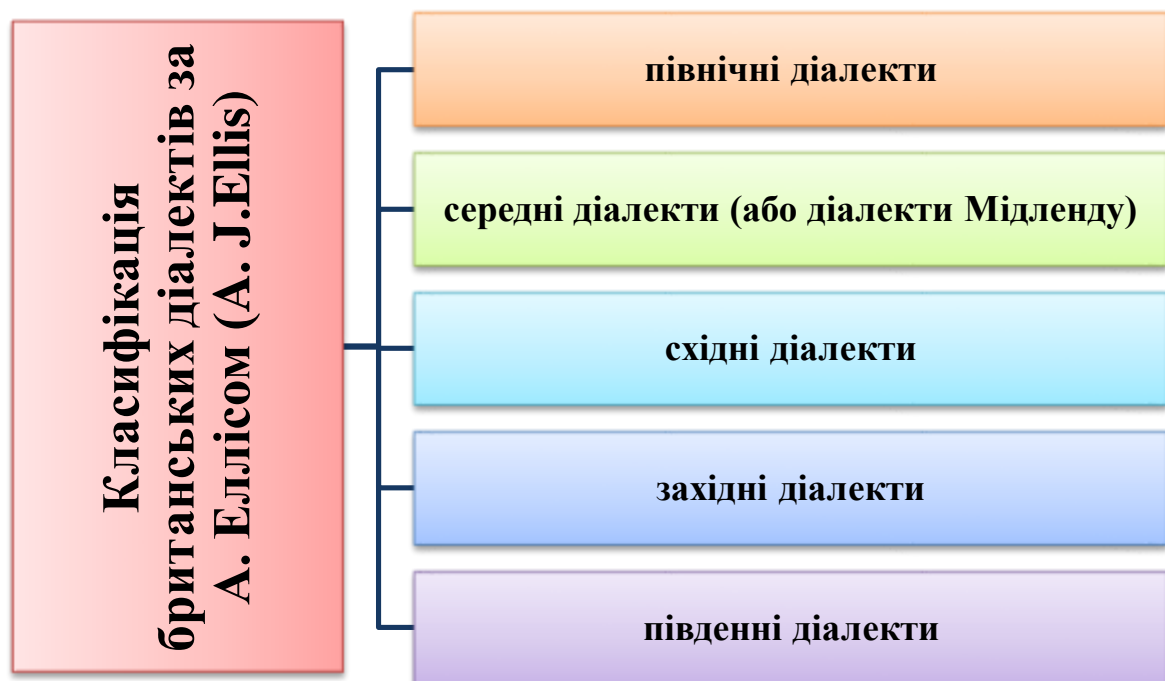 Класифікація
британських діалектів за
А. Еллісом (A. J.Ellis)
північні діалекти
середні діалекти (або діалекти Мідленду)
східні діалекти
західні діалекти
південні діалекти